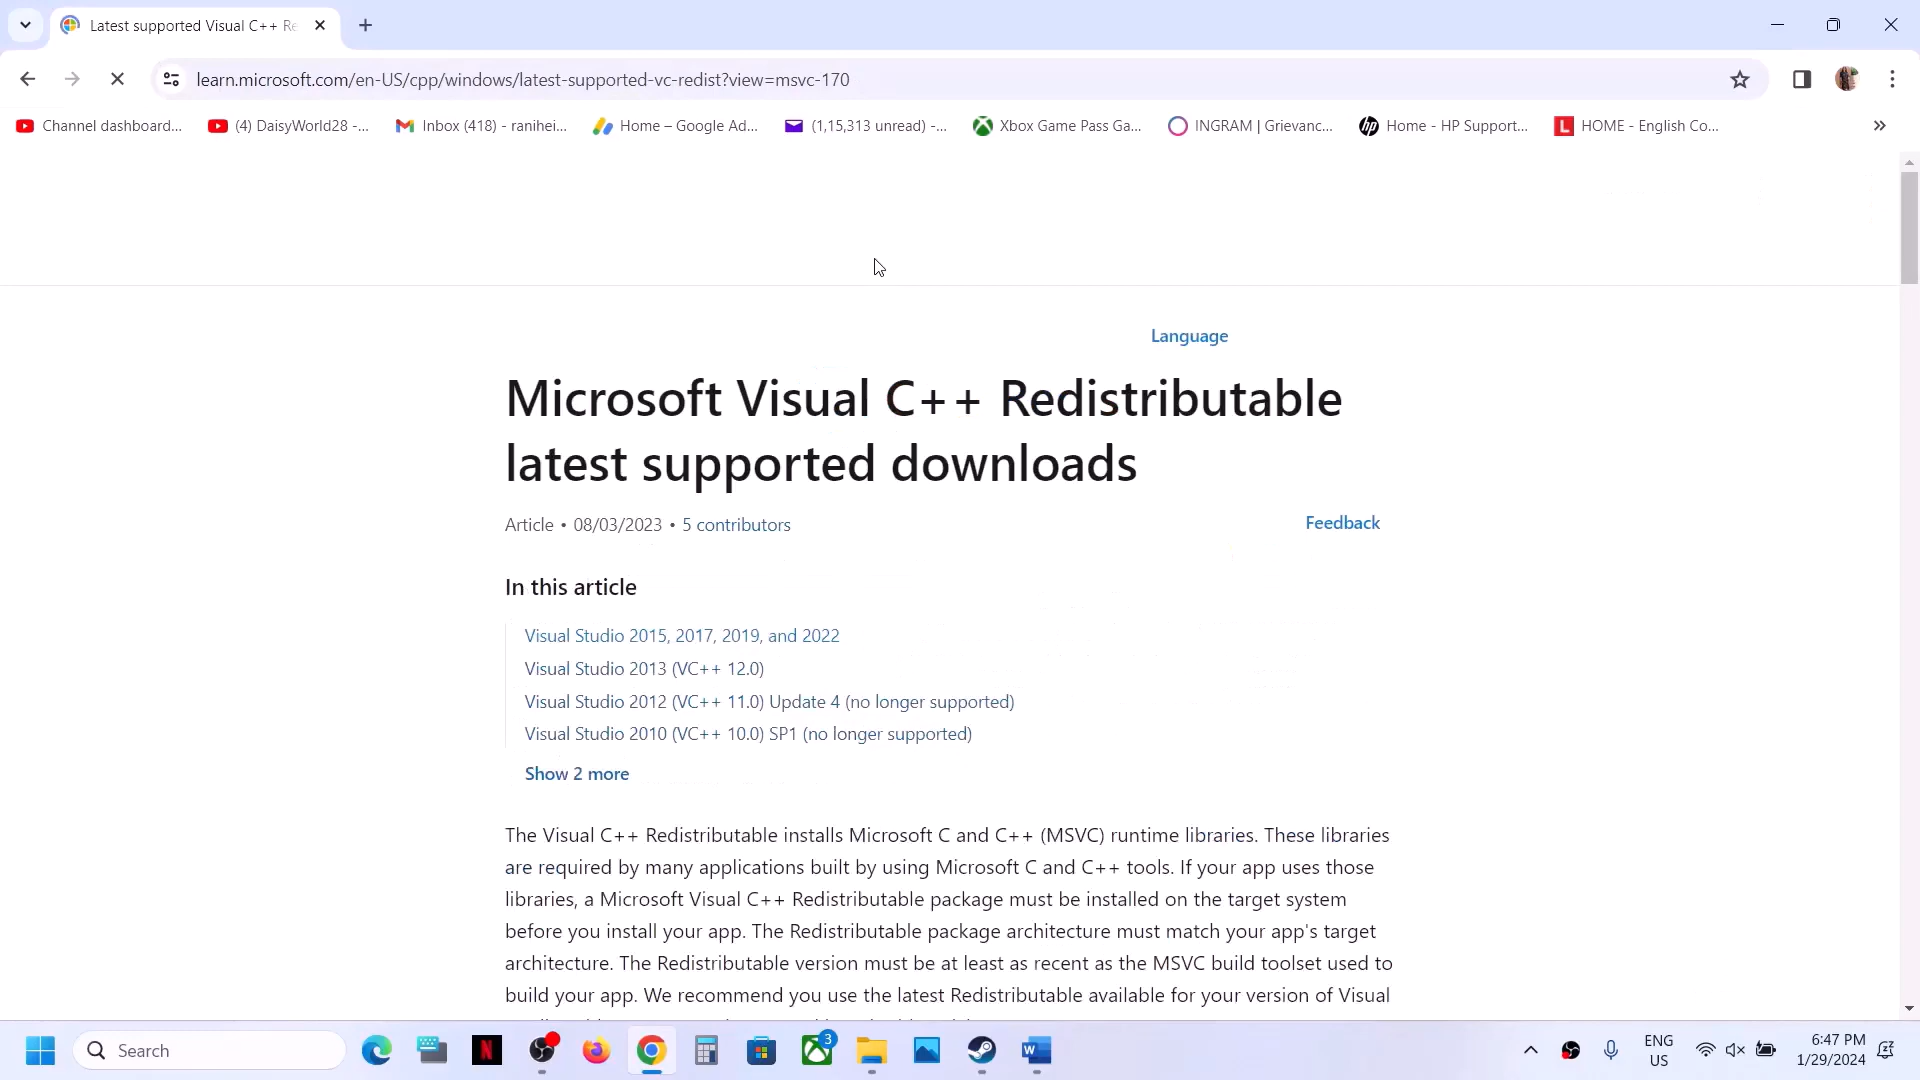 Latest supported Visual C++ Re
learn.microsoft.com/en-US/cpp/windows/latest-supported-vc-redist?view=msvc-170
Channel dashboard...
(4) DaisyWorld28 -...
Inbox (418) - ranihei...
Home – Google Ad...
(1,15,313 unread) -...
Xbox Game Pass Ga...
INGRAM | Grievanc...
Home - HP Support...
HOME - English Co...
Language
Microsoft Visual C++ Redistributable
latest supported downloads
Article • 08/03/2023 • 5 contributors
Feedback
In this article
Visual Studio 2015, 2017, 2019, and 2022
Visual Studio 2013 (VC++ 12.0)
Visual Studio 2012 (VC++ 11.0) Update 4 (no longer supported)
Visual Studio 2010 (VC++ 10.0) SP1 (no longer supported)
Show 2 more
The Visual C++ Redistributable installs Microsoft C and C++ (MSVC) runtime libraries. These libraries
are required by many applications built by using Microsoft C and C++ tools. If your app uses those
libraries, a Microsoft Visual C++ Redistributable package must be installed on the target system
before you install your app. The Redistributable package architecture must match your app's target
architecture. The Redistributable version must be at least as recent as the MSVC build toolset used to
build your app. We recommend you use the latest Redistributable available for your version of Visual
Search
3
ENG
US
6:47 PM
1/29/2024